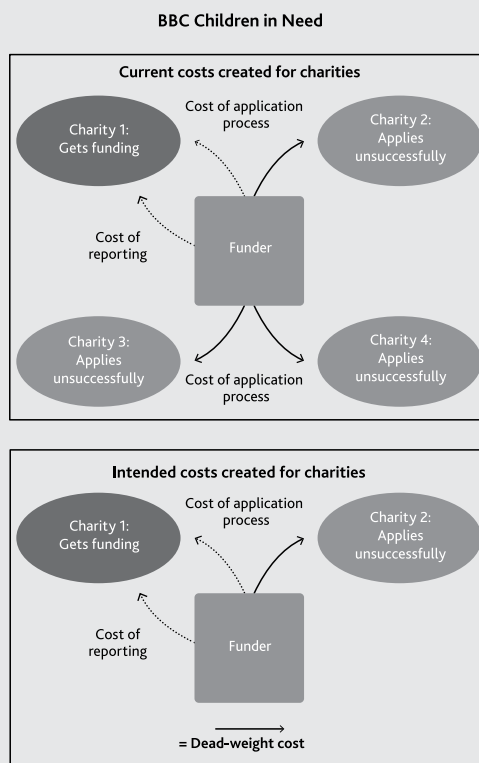 BBC Children in Need
Current costs created for charities
Cost of application
process
Charity 1:
Gets funding
Charity 2:
Applies
unsuccessfully
Cost of
reporting
Funder
Charity 3:
Applies
unsuccessfully
Cost of application
process
Charity 4:
Applies
unsuccessfully
Intended costs created for charities
Cost of application
process
Charity 1:
Gets funding
Charity 2:
Applies
unsuccessfully
Cost of
reporting
Funder
= Dead-weight cost